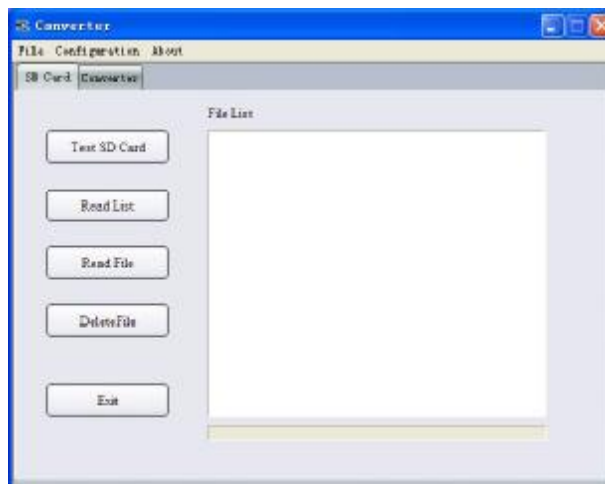 Converter
File Configuration About
SD Card Converter
File List
Test SD Card
Read List
Read File
DeleteFile
Exit